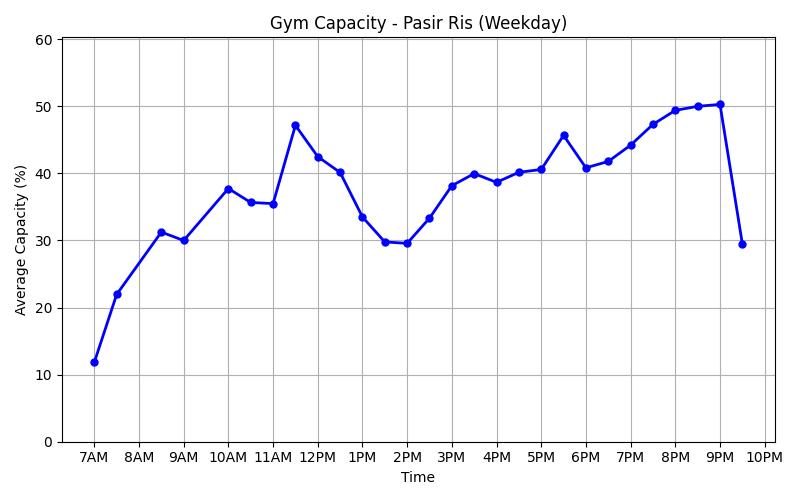 Gym Capacity - Pasir Ris (Weekday)
60
50
40
30
20
10
0
Average Capacity (%)
7AM 8AM 9AM 10AM 11AM 12PM 1PM 2PM 3PM 4PM 5PM 6PM 7PM 8PM 9PM 10PM
Time